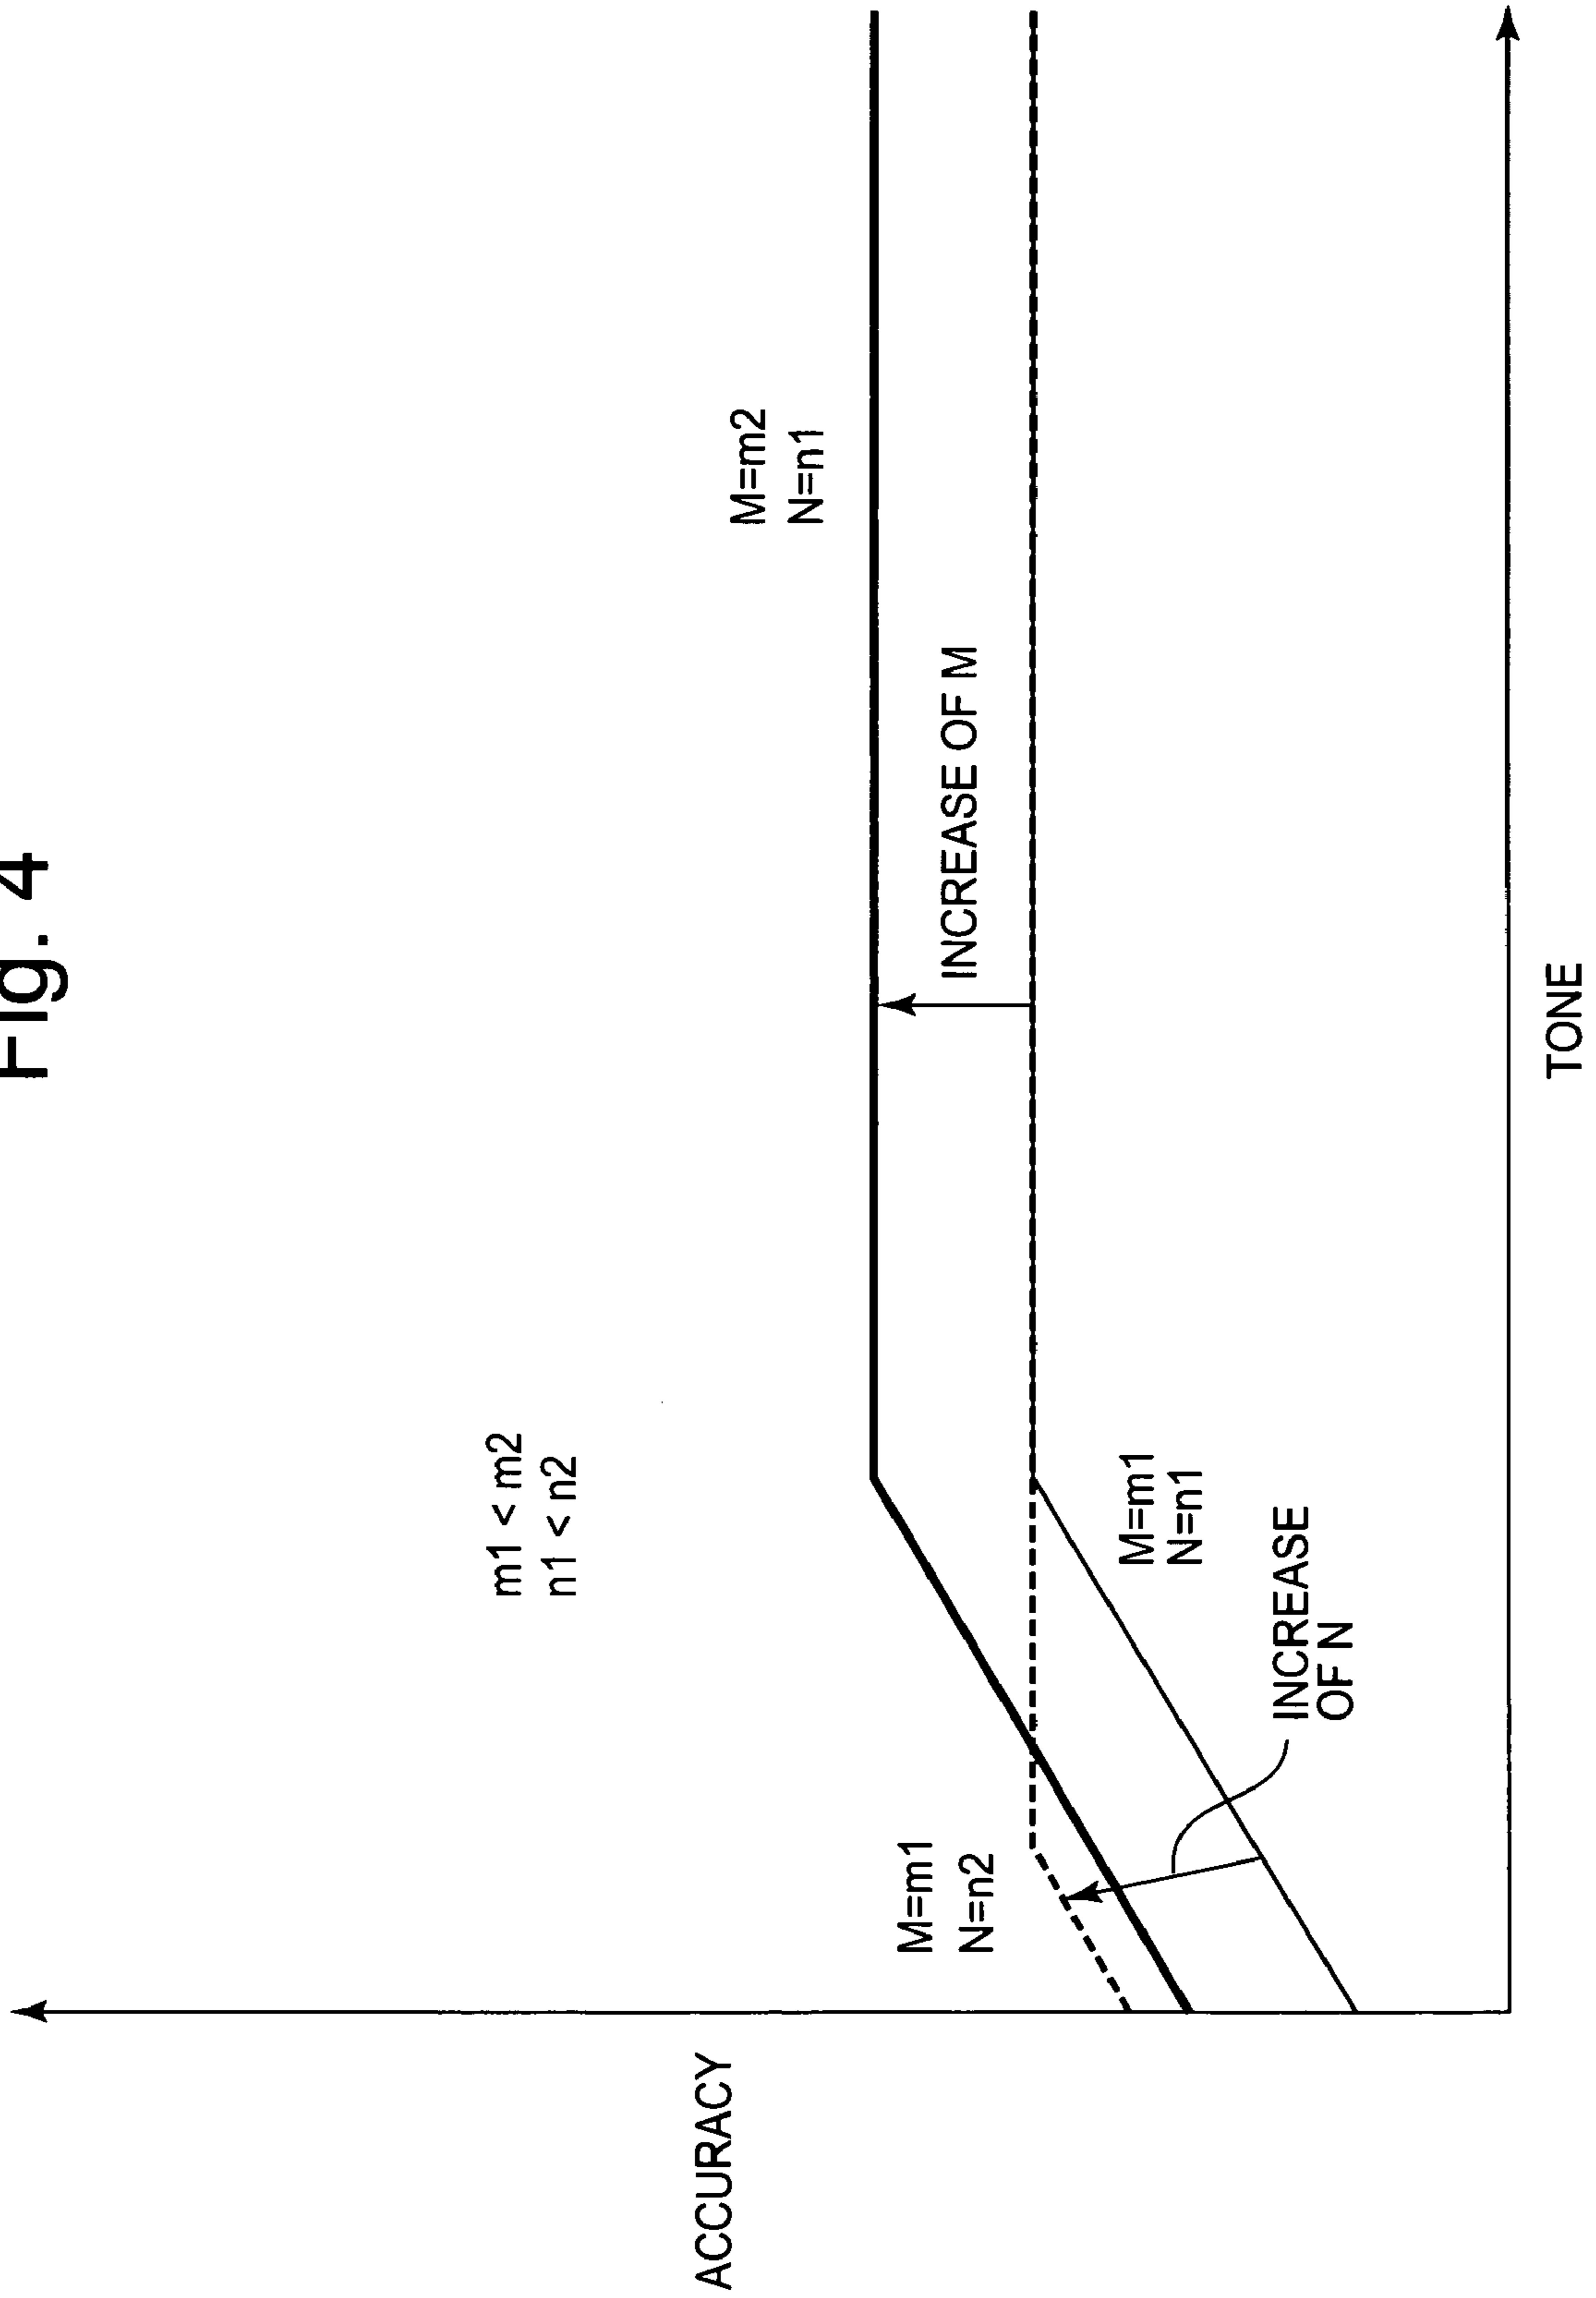 Fig. 4
ACCURACY
m1 < m2
n1 < n2
M=m2
N=n1
M=m1
N=n2
INCREASE OF M
M=m1
N=n1
INCREASE
OF N
TONE